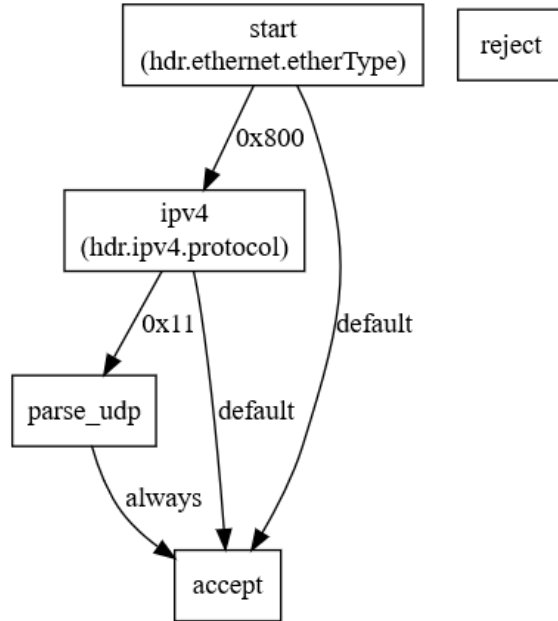 start
(hdr.ethernet.etherType)
reject
0x800
ipv4
(hdr.ipv4.protocol)
0x11
default
parse_udp
default
always
accept